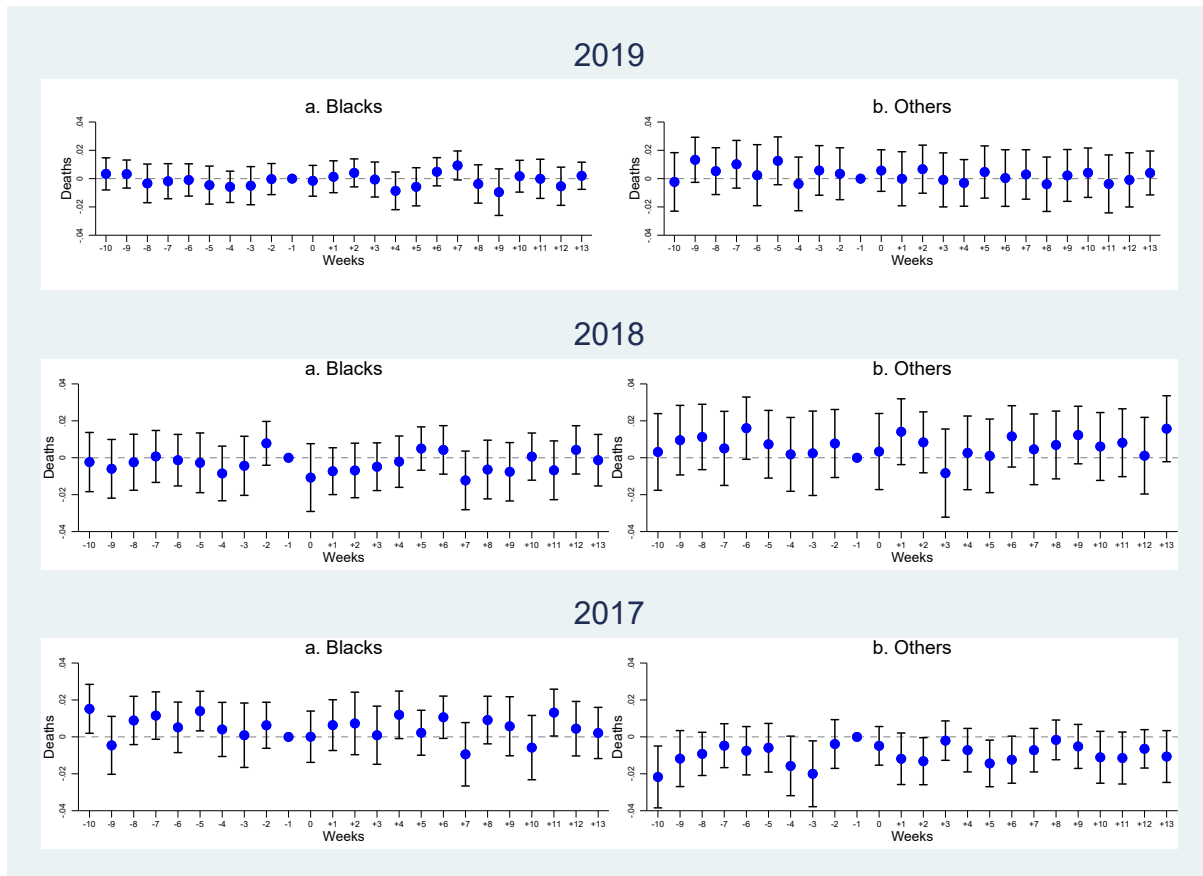 2019
a. Blacks b. Others
Deaths .04 .02 0 -.02 -.04
-10 -9 -8 -7 -6 -5 -4 -3 -2 -1 0 +1 +2 +3 +4 +5 +6 +7 +8 +9 +10 +11 +12 +13
Weeks
Deaths .04 .02 0 -.02 -.04
-10 -9 -8 -7 -6 -5 -4 -3 -2 -1 0 +1 +2 +3 +4 +5 +6 +7 +8 +9 +10 +11 +12 +13
Weeks
2018
a. Blacks b. Others
Deaths .04 .02 0 -.02 -.04
-10 -9 -8 -7 -6 -5 -4 -3 -2 -1 0 +1 +2 +3 +4 +5 +6 +7 +8 +9 +10 +11 +12 +13
Weeks
Deaths .04 .02 0 -.02 -.04
-10 -9 -8 -7 -6 -5 -4 -3 -2 -1 0 +1 +2 +3 +4 +5 +6 +7 +8 +9 +10 +11 +12 +13
Weeks
2017
a. Blacks b. Others
Deaths .04 .02 0 -.02 -.04
-10 -9 -8 -7 -6 -5 -4 -3 -2 -1 0 +1 +2 +3 +4 +5 +6 +7 +8 +9 +10 +11 +12 +13
Weeks
Deaths .04 .02 0 -.02 -.04
-10 -9 -8 -7 -6 -5 -4 -3 -2 -1 0 +1 +2 +3 +4 +5 +6 +7 +8 +9 +10 +11 +12 +13
Weeks